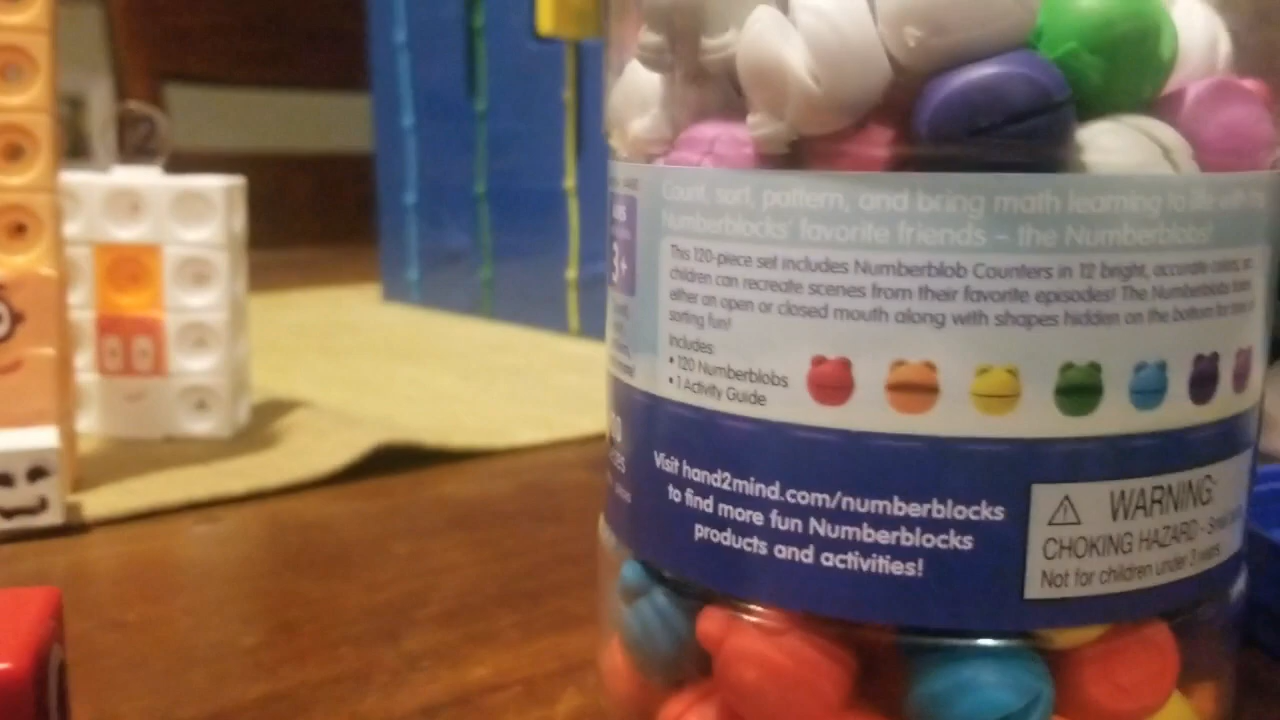 2
3+
Count, sort, pattern, and bring math learning to life with the
Numberblocks' favorite friends – the Numberblobs!
This 120-piece set includes Numberblob Counters in 12 bright, accurate colors, so
children can recreate scenes from their favorite episodes! The Numberblobs have
either an open or closed mouth along with shapes hidden on the bottom for
sorting fun!
Includes:
• 120 Numberblobs
• 1 Activity Guide
Visit hand2mind.com/numberblocks
to find more fun Numberblocks
products and activities!
WARNING:
CHOKING HAZARD - Small
Not for children under 3 years